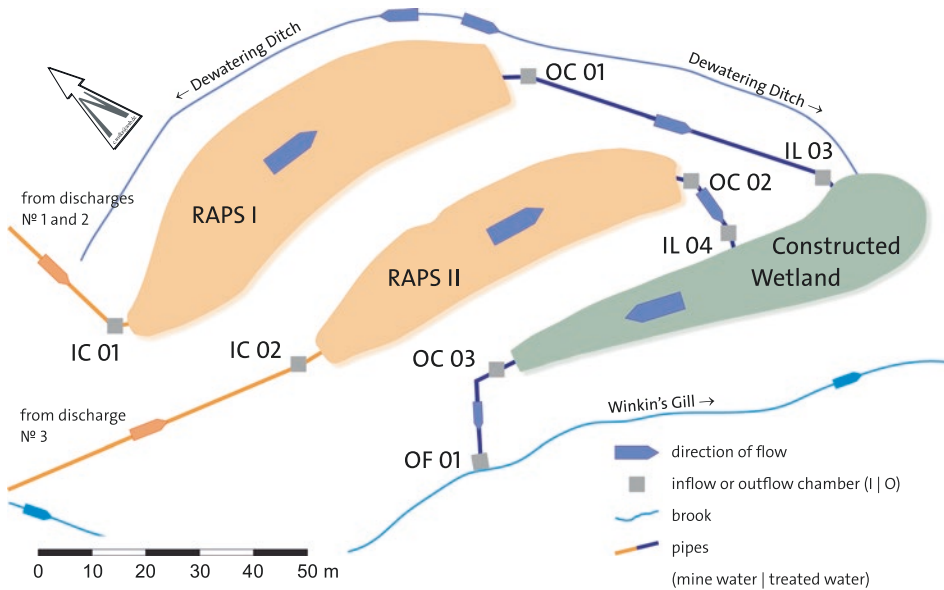 ← Dewatering Ditch
OC 01
Dewatering Ditch →
N
IL 03
from discharges
№ 1 and 2
RAPS I
OC 02
IL 04
Constructed
Wetland
RAPS II
IC 01
IC 02
OC 03
from discharge
№ 3
Winkin's Gill →
OF 01
direction of flow
inflow or outflow chamber (I | O)
brook
pipes
(mine water | treated water)
0 10 20 30 40 50 m